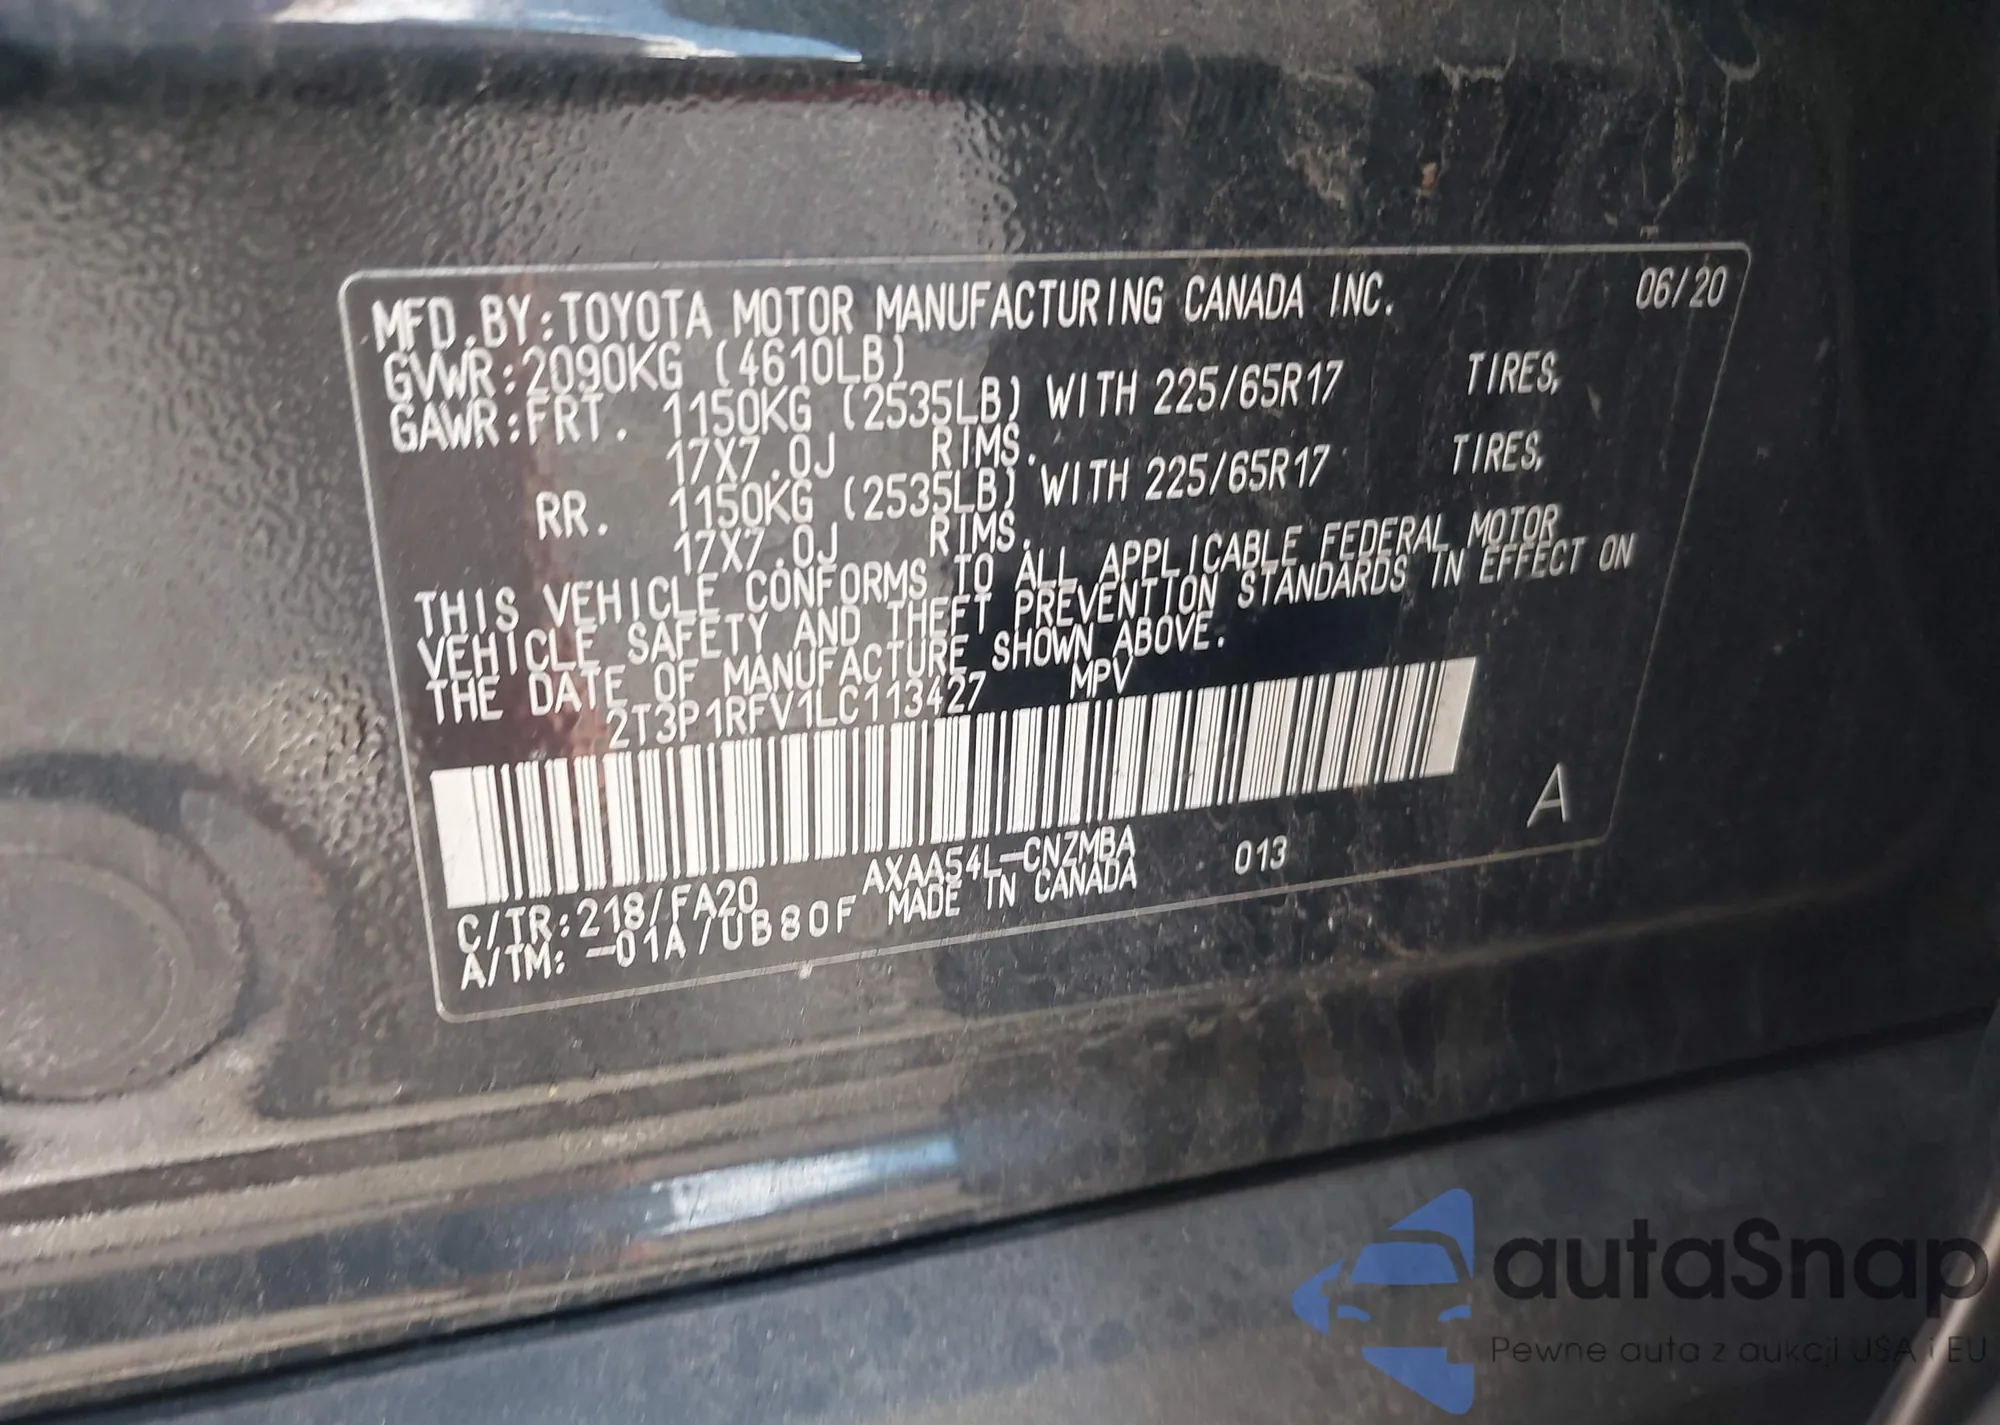 MFD.BY:TOYOTA MOTOR MANUFACTURING CANADA INC. 06/20
GVWR:2090KG (4610LB)
GAWR:FRT. 1150KG (2535LB) WITH 225/65R17 TIRES,
17X7.0J RIMS.
RR. 1150KG (2535LB) WITH 225/65R17 TIRES,
17X7.0J RIMS.
THIS VEHICLE CONFORMS TO ALL APPLICABLE FEDERAL MOTOR
VEHICLE SAFETY AND THEFT PREVENTION STANDARDS IN EFFECT ON
THE DATE OF MANUFACTURE SHOWN ABOVE.
2T3P1RFV1LC113427 MPV
A
C/TR:218/FA20 AXAA54L-CNZMBA 013
A/TM: -01A/UB80F MADE IN CANADA
autaSnap
Pewne auta z aukcji USA i EU